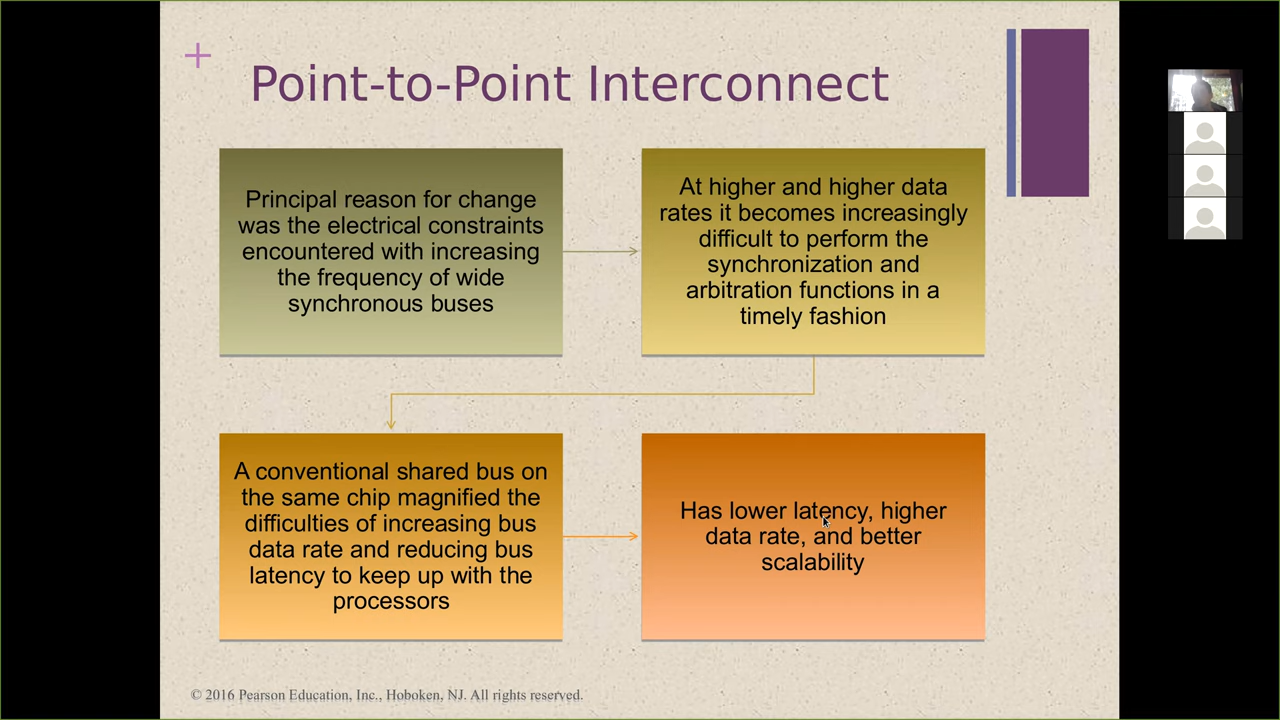 +
Point-to-Point Interconnect
Principal reason for change
was the electrical constraints
encountered with increasing
the frequency of wide
synchronous buses
At higher and higher data
rates it becomes increasingly
difficult to perform the
synchronization and
arbitration functions in a
timely fashion
A conventional shared bus on
the same chip magnified the
difficulties of increasing bus
data rate and reducing bus
latency to keep up with the
processors
Has lower latency, higher
data rate, and better
scalability
© 2016 Pearson Education, Inc., Hoboken, NJ. All rights reserved.